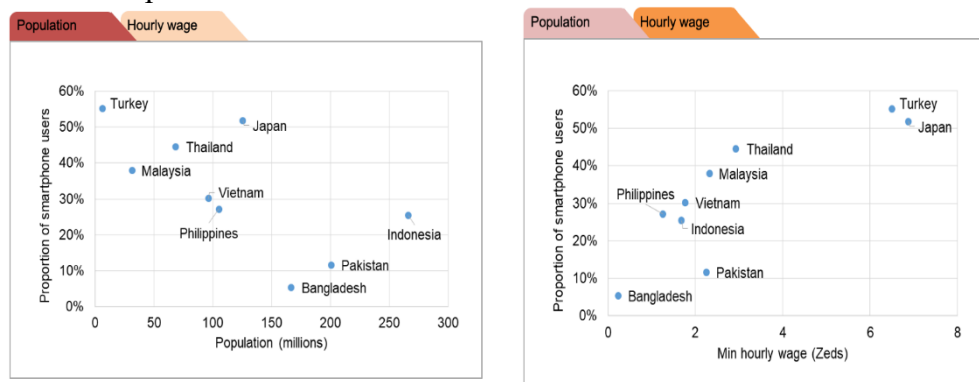 Population
Hourly wage
Proportion of smartphone users
60%
50%
40%
30%
20%
10%
0%
Turkey
Japan
Thailand
Malaysia
Vietnam
Philippines
Indonesia
Pakistan
Bangladesh
0 50 100 150 200 250 300
Population (millions)
Population
Hourly wage
Proportion of smartphone users
60%
50%
40%
30%
20%
10%
0%
Turkey
Japan
Thailand
Malaysia
Philippines
Vietnam
Indonesia
Pakistan
Bangladesh
0 2 4 6 8
Min hourly wage (Zeds)